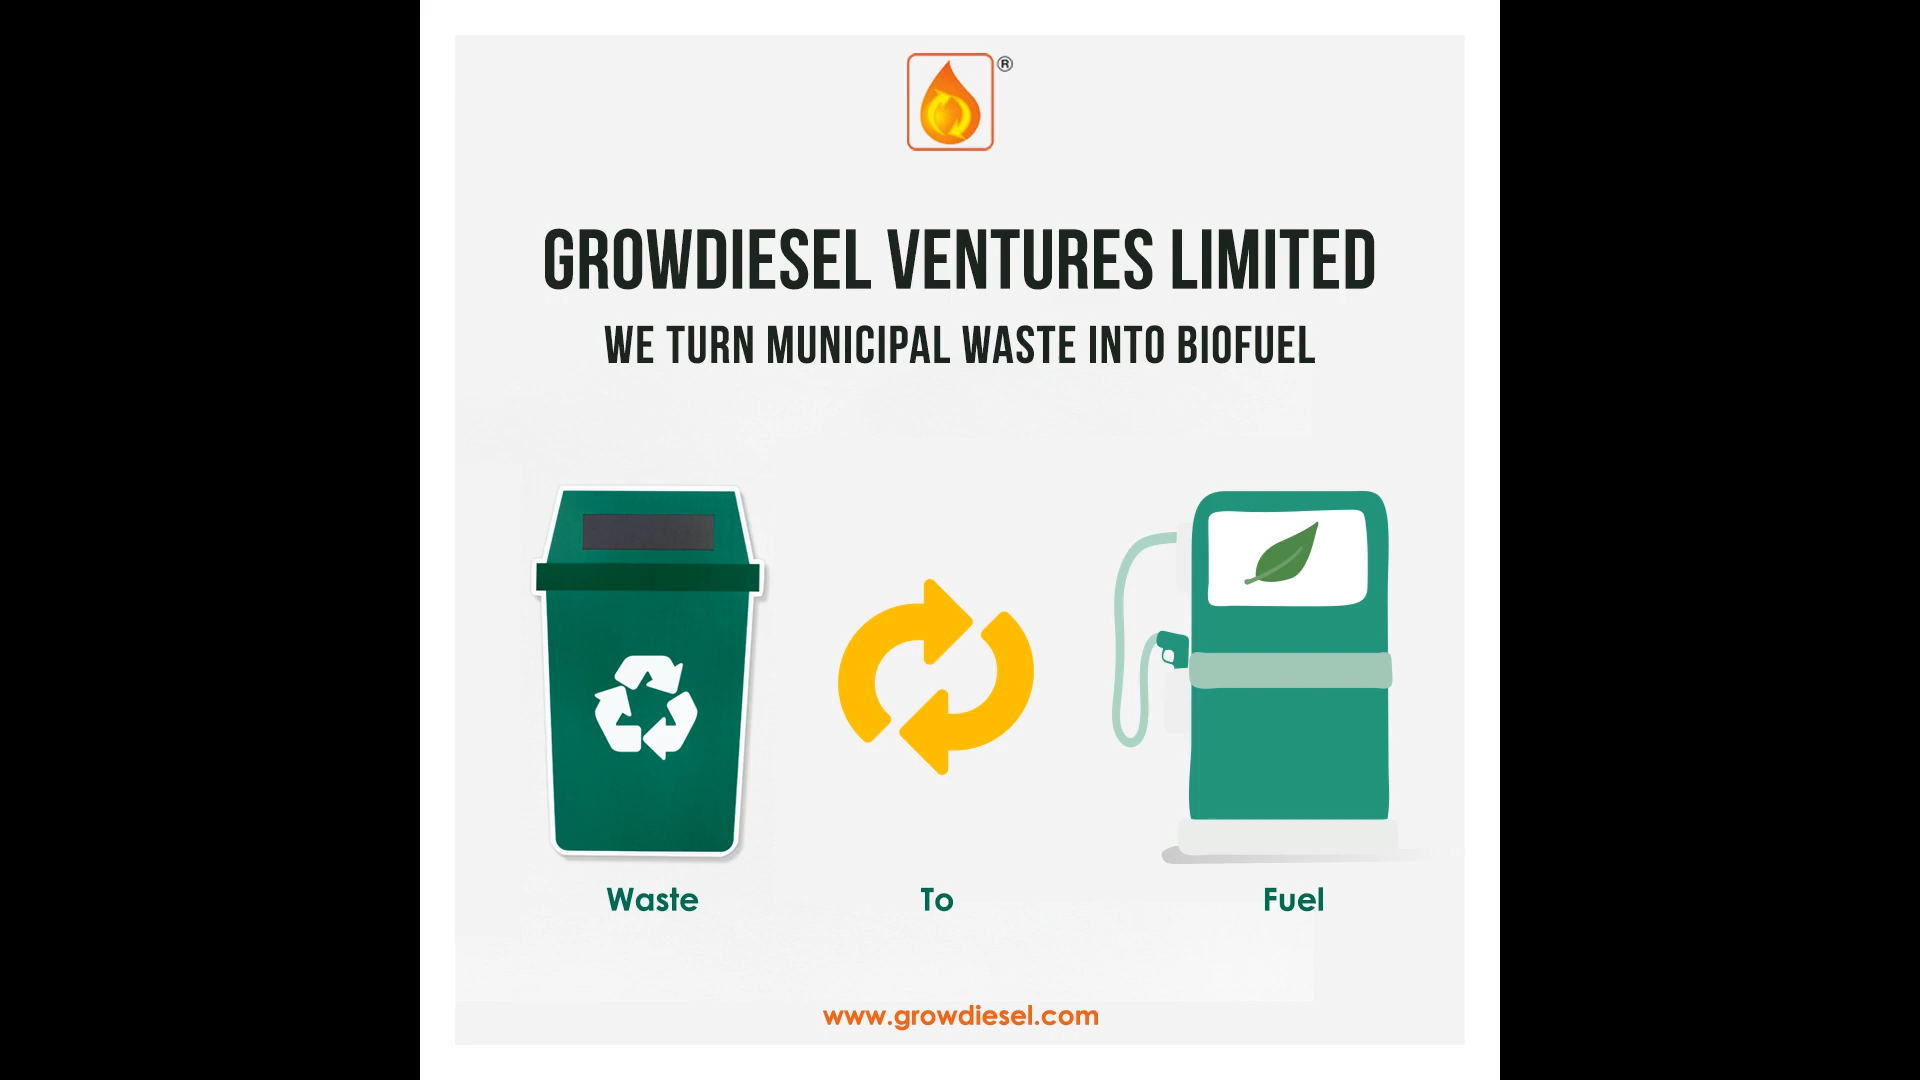 ®
GROWDIESEL VENTURES LIMITED
WE TURN MUNICIPAL WASTE INTO BIOFUEL
Waste To Fuel
www.growdiesel.com